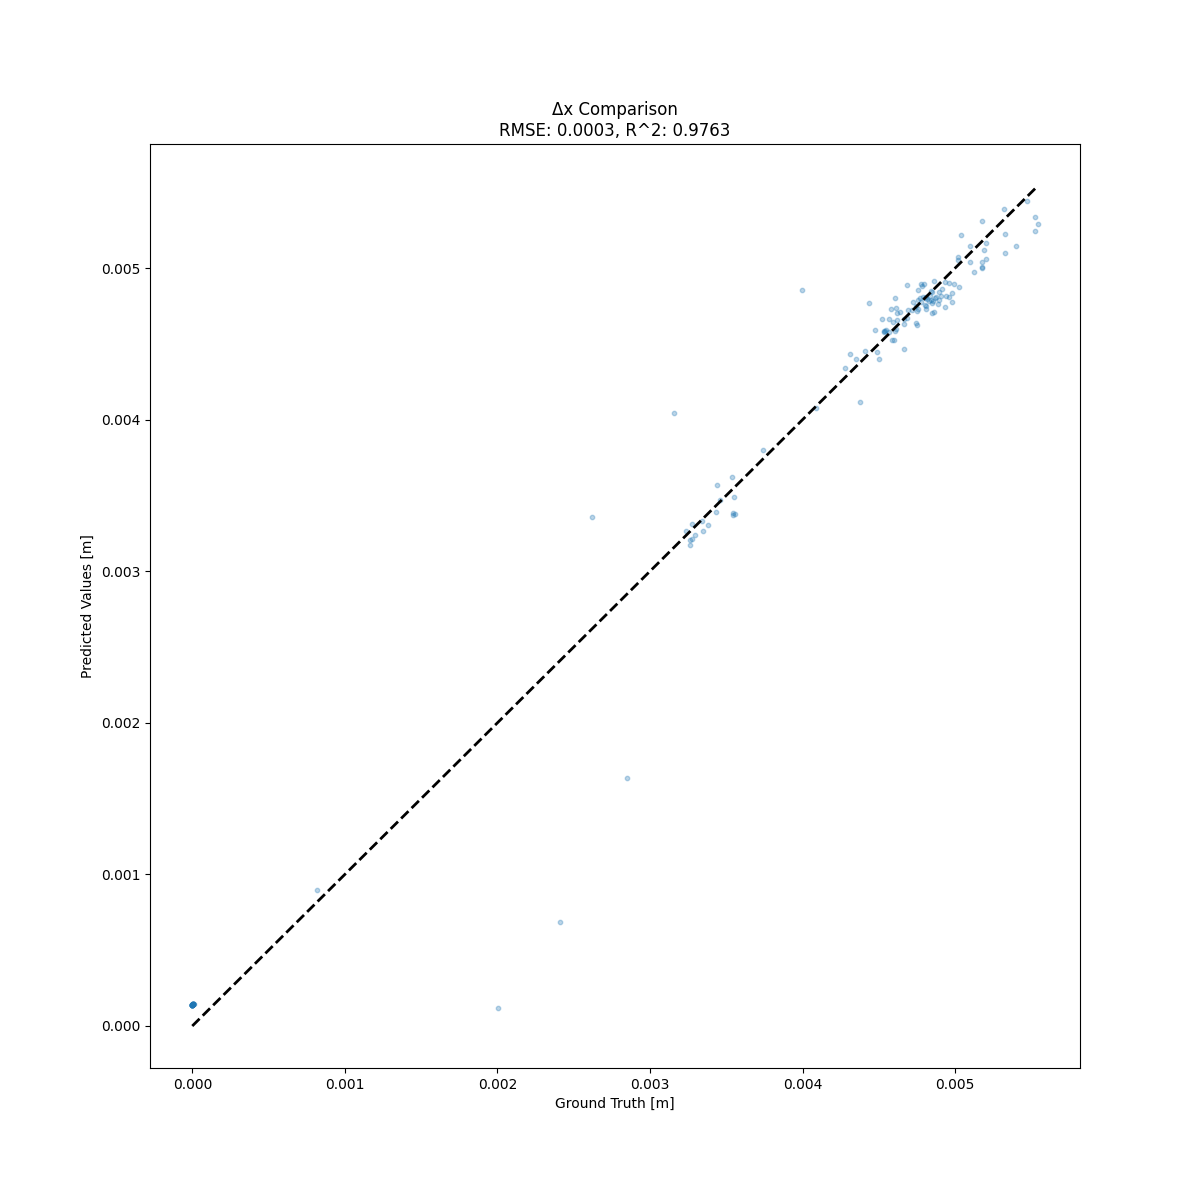 Δx Comparison
RMSE: 0.0003, R^2: 0.9763
Predicted Values [m]
0.005
0.004
0.003
0.002
0.001
0.000
0.000 0.001 0.002 0.003 0.004 0.005
Ground Truth [m]